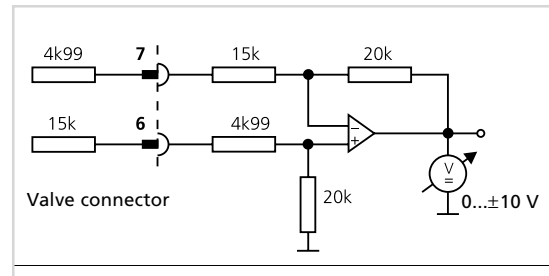 4k99 7 15k 20k
15k 6 4k99
− +
V =
Valve connector 20k 0...±10 V